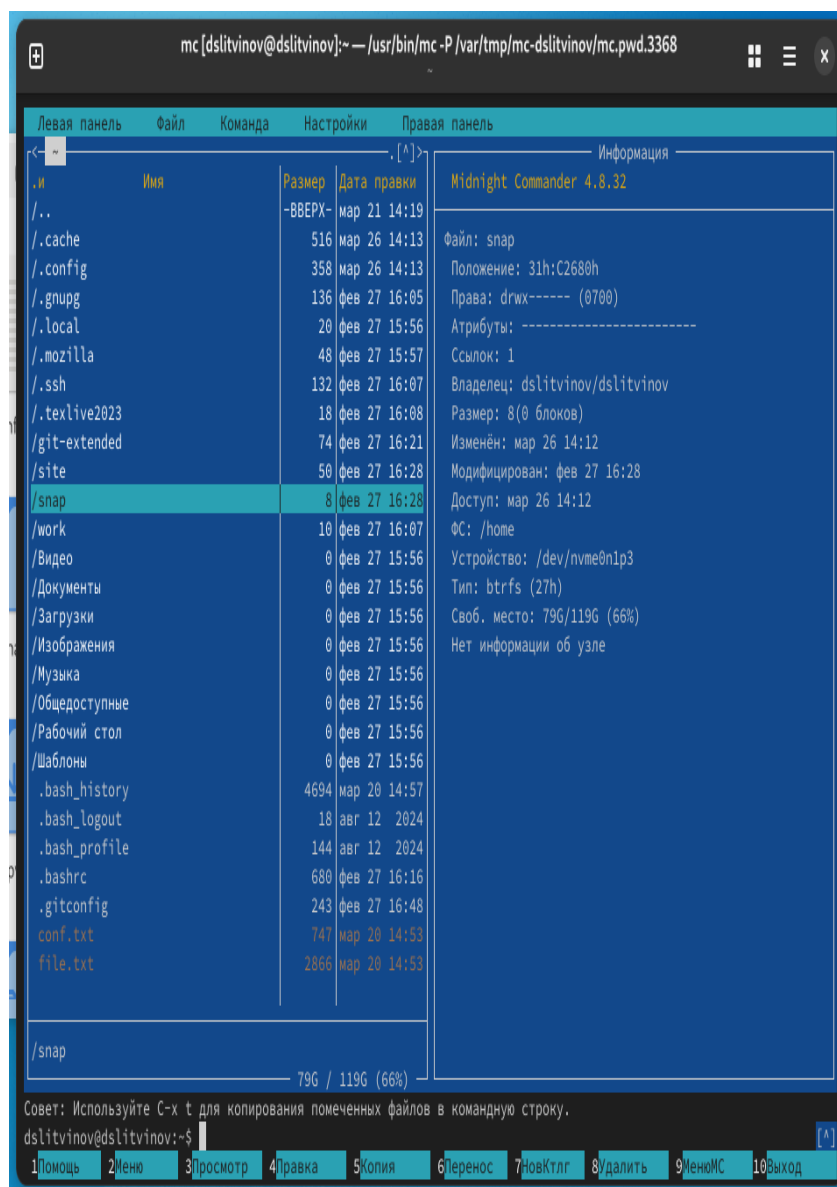 mc [dslitvinov@dslitvinov]:~ — /usr/bin/mc -P /var/tmp/mc-dslitvinov/mc.pwd.3368
~
Левая панель Файл Команда Настройки Правая панель
<- ~ .[^]>
.и Имя Размер Дата правки
/.. -ВВЕРХ- мар 21 14:19
/.cache 516 мар 26 14:13
/.config 358 мар 26 14:13
/.gnupg 136 фев 27 16:05
/.local 20 фев 27 15:56
/.mozilla 48 фев 27 15:57
/.ssh 132 фев 27 16:07
/.texlive2023 18 фев 27 16:08
/git-extended 74 фев 27 16:21
/site 50 фев 27 16:28
/snap 8 фев 27 16:28
/work 10 фев 27 16:07
/Видео 0 фев 27 15:56
/Документы 0 фев 27 15:56
/Загрузки 0 фев 27 15:56
/Изображения 0 фев 27 15:56
/Музыка 0 фев 27 15:56
/Общедоступные 0 фев 27 15:56
/Рабочий стол 0 фев 27 15:56
/Шаблоны 0 фев 27 15:56
.bash_history 4694 мар 20 14:57
.bash_logout 18 авг 12 2024
.bash_profile 144 авг 12 2024
.bashrc 680 фев 27 16:16
.gitconfig 243 фев 27 16:48
conf.txt 747 мар 20 14:53
file.txt 2866 мар 20 14:53
/snap
79G / 119G (66%)
Информация
Midnight Commander 4.8.32
Файл: snap
Положение: 31h:C2680h
Права: drwx------ (0700)
Атрибуты: -------------------------
Ссылок: 1
Владелец: dslitvinov/dslitvinov
Размер: 8(0 блоков)
Изменён: мар 26 14:12
Модифицирован: фев 27 16:28
Доступ: мар 26 14:12
ФС: /home
Устройство: /dev/nvme0n1p3
Тип: btrfs (27h)
Своб. место: 79G/119G (66%)
Нет информации об узле
Совет: Используйте C-x t для копирования помеченных файлов в командную строку.
dslitvinov@dslitvinov:~$ [^]
1Помощь 2Меню 3Просмотр 4Правка 5Копия 6Перенос 7НовКтлг 8Удалить 9МенюMC 10Выход